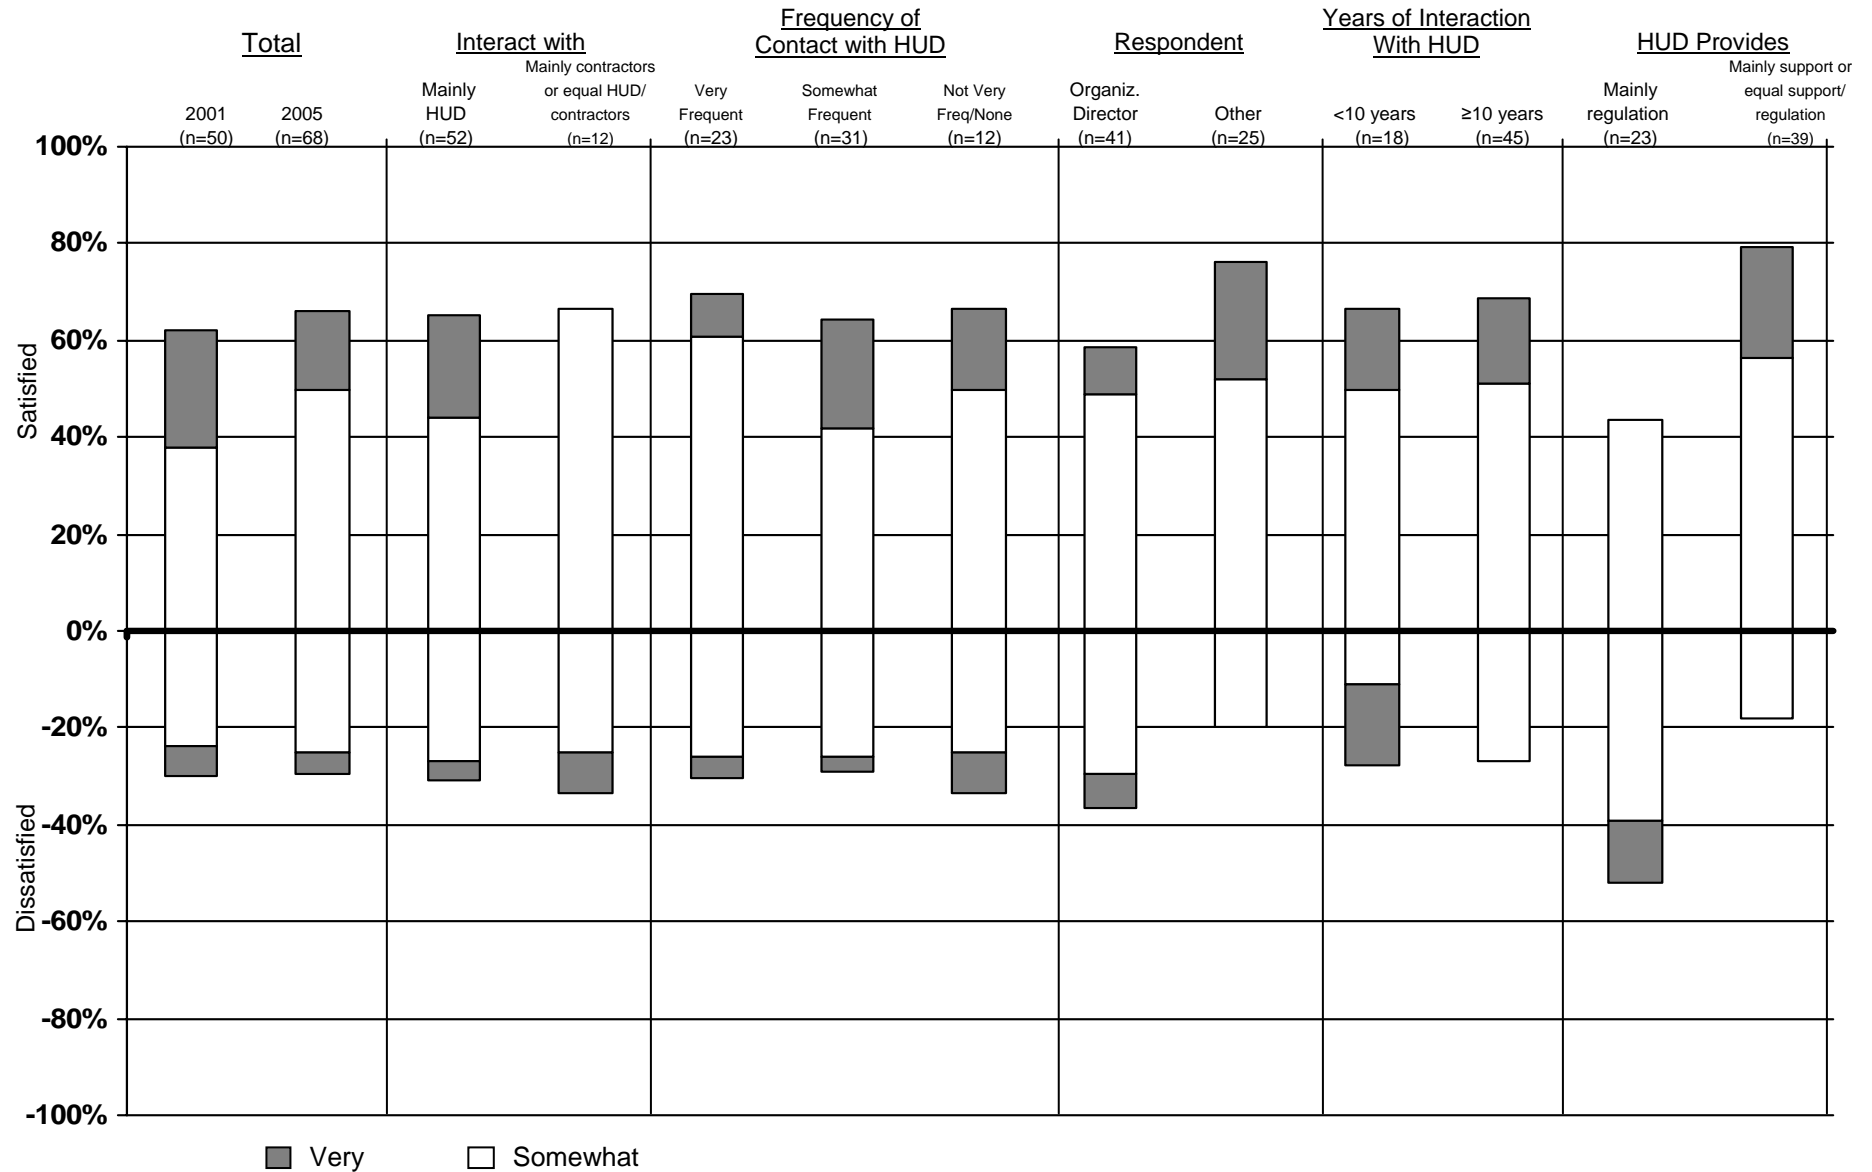 Total
Interact with
Frequency of
Contact with HUD
Respondent
Years of Interaction
With HUD
HUD Provides
2001
(n=50)
2005
(n=68)
Mainly
HUD
(n=52)
Mainly contractors
or equal HUD/
contractors
(n=12)
Very
Frequent
(n=23)
Somewhat
Frequent
(n=31)
Not Very
Freq/None
(n=12)
Organiz.
Director
(n=41)
Other
(n=25)
<10 years
(n=18)
≥10 years
(n=45)
Mainly
regulation
(n=23)
Mainly support or
equal support/
regulation
(n=39)
100%
80%
60%
40%
20%
0%
-20%
-40%
-60%
-80%
-100%
Satisfied
Dissatisfied
Very
Somewhat